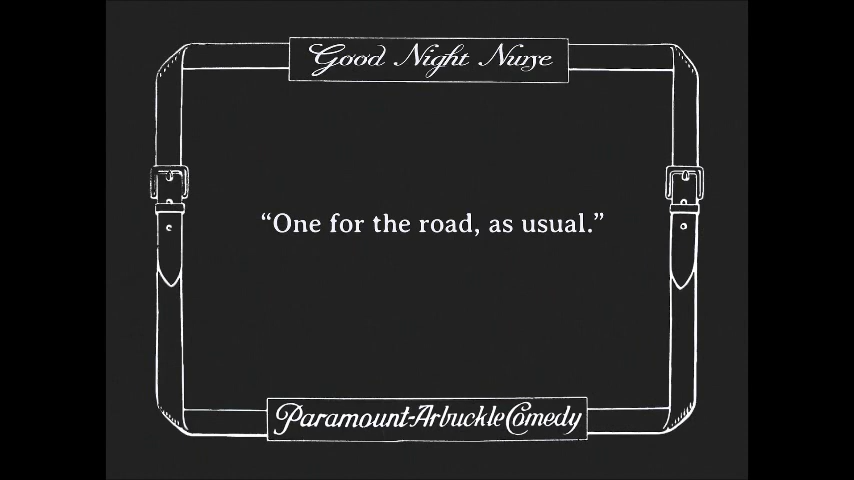 Good Night Nurse
“One for the road, as usual.”
Paramount-Arbuckle Comedy